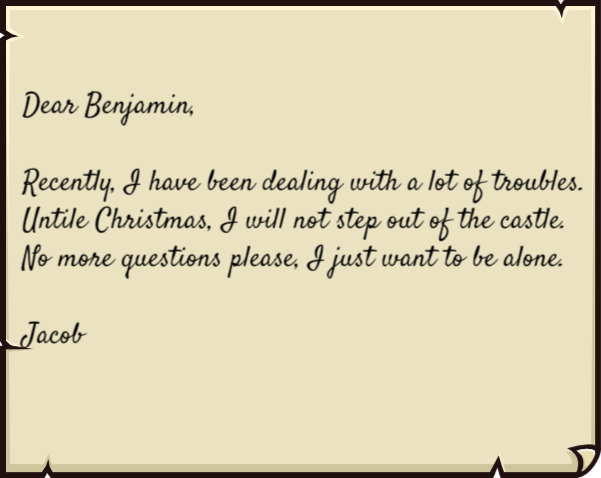 Dear Benjamin,
Recently, I have been dealing with a lot of troubles.
Untile Christmas, I will not step out of the castle.
No more questions please, I just want to be alone.
Jacob